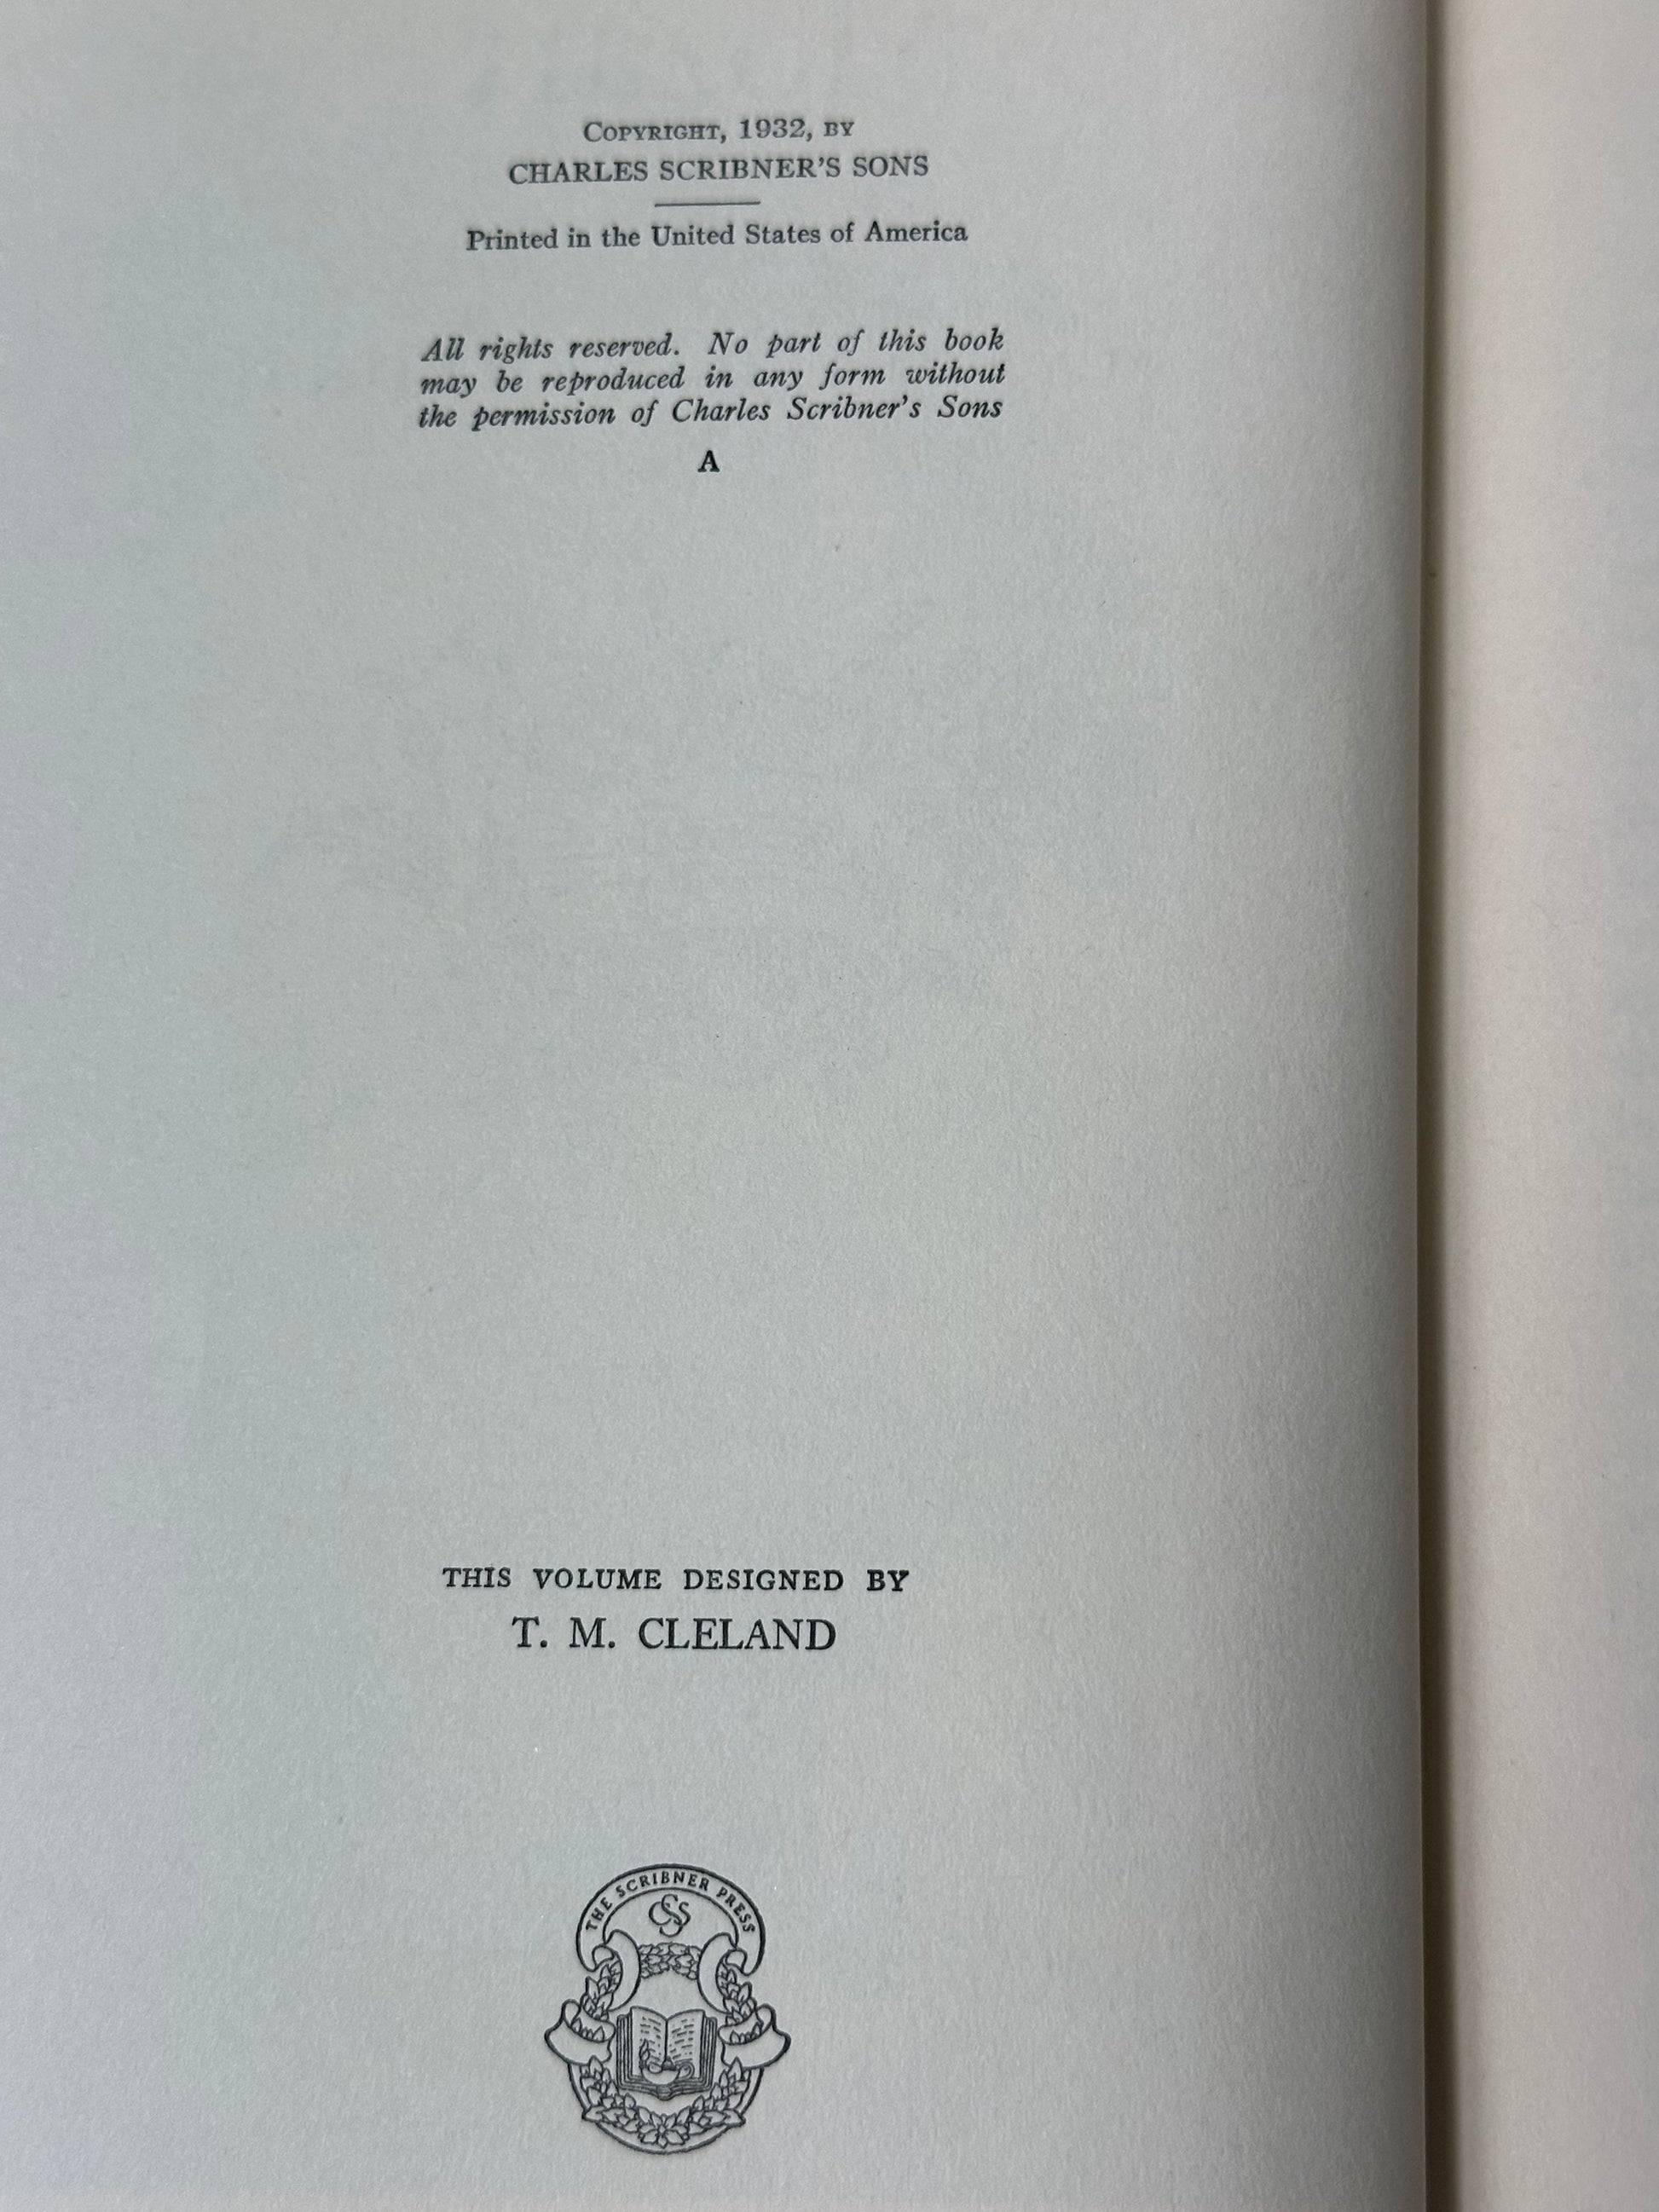 COPYRIGHT, 1932, BY
CHARLES SCRIBNER'S SONS
Printed in the United States of America
All rights reserved. No part of this book
may be reproduced in any form without
the permission of Charles Scribner's Sons
A
THIS VOLUME DESIGNED BY
T. M. CLELAND
THE SCRIBNER PRESS
CSS